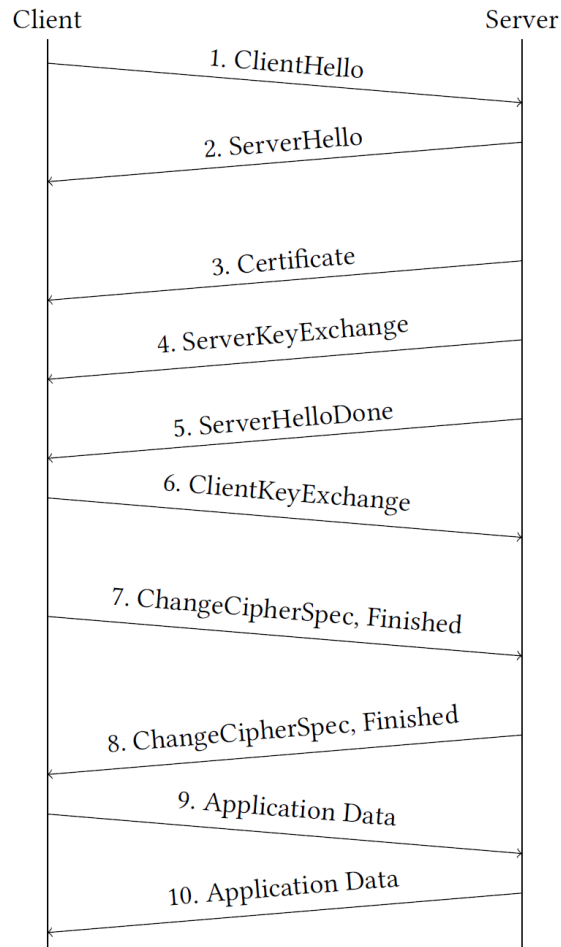 Client
Server
1. ClientHello
2. ServerHello
3. Certificate
4. ServerKeyExchange
5. ServerHelloDone
6. ClientKeyExchange
7. ChangeCipherSpec, Finished
8. ChangeCipherSpec, Finished
9. Application Data
10. Application Data